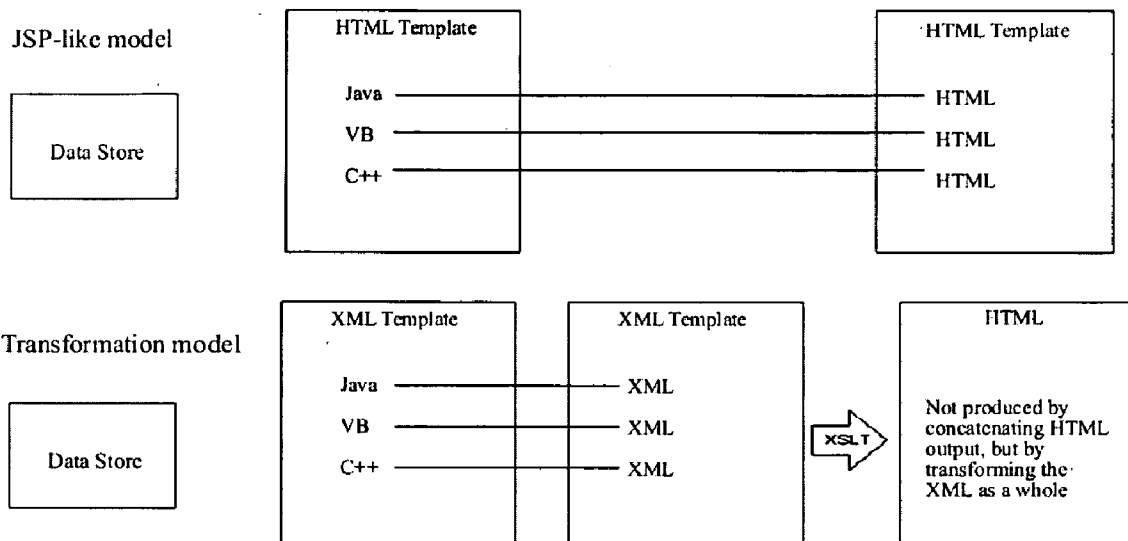 JSP-like model
Data Store
HTML Template
Java
VB
C++
HTML Template
HTML
HTML
HTML
Transformation model
Data Store
XML Template
Java
VB
C++
XML Template
XML
XML
XML
XSLT
HTML
Not produced by
concatenating HTML
output, but by
transforming the
XML as a whole